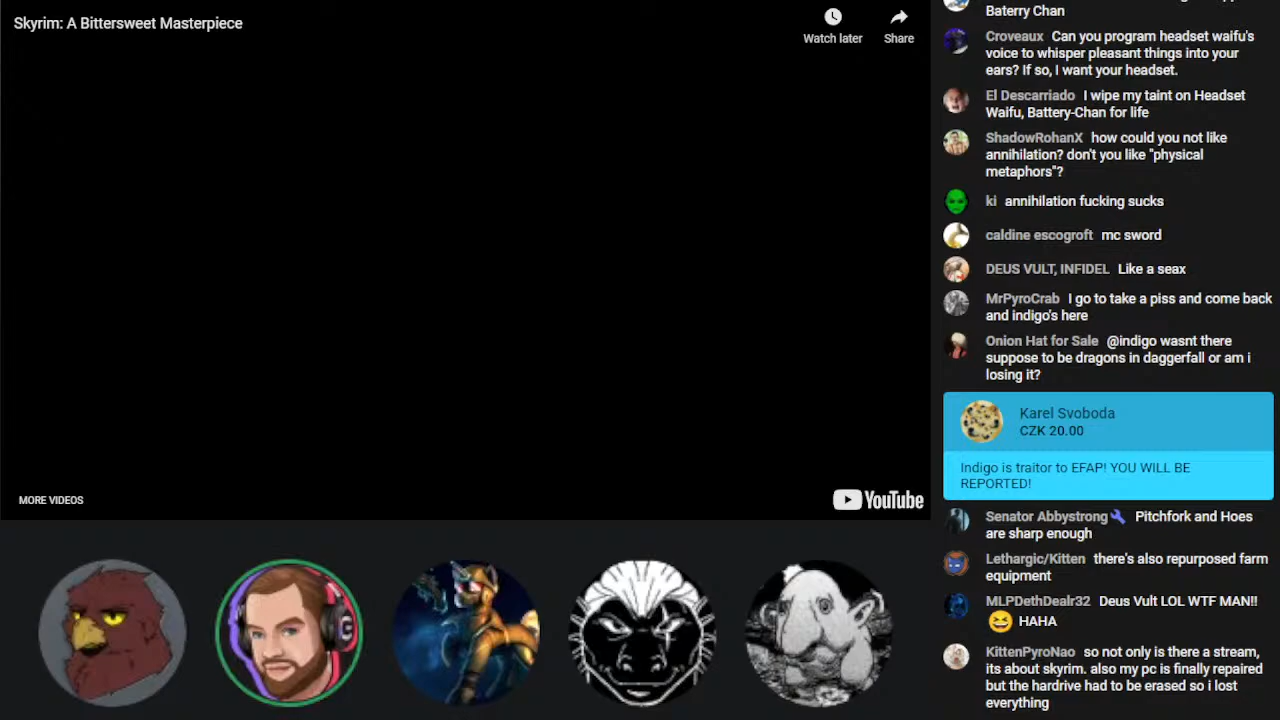 Skyrim: A Bittersweet Masterpiece
Watch later
Share
MORE VIDEOS
YouTube
Baterry Chan
Croveaux Can you program headset waifu's
voice to whisper pleasant things into your
ears? If so, I want your headset.
El Descarriado I wipe my taint on Headset
Waifu, Battery-Chan for life
ShadowRohanX how could you not like
annihilation? don't you like "physical
metaphors"?
ki annihilation fucking sucks
caldine escogroft mc sword
DEUS VULT, INFIDEL Like a seax
MrPyroCrab I go to take a piss and come back
and indigo's here
Onion Hat for Sale @indigo wasnt there
suppose to be dragons in daggerfall or am i
losing it?
Karel Svoboda
CZK 20.00
Indigo is traitor to EFAP! YOU WILL BE
REPORTED!
Senator Abbystrong Pitchfork and Hoes
are sharp enough
Lethargic/Kitten there's also repurposed farm
equipment
MLPDethDealr32 Deus Vult LOL WTF MAN!!
HAHA
KittenPyroNao so not only is there a stream,
its about skyrim. also my pc is finally repaired
but the hardrive had to be erased so i lost
everything